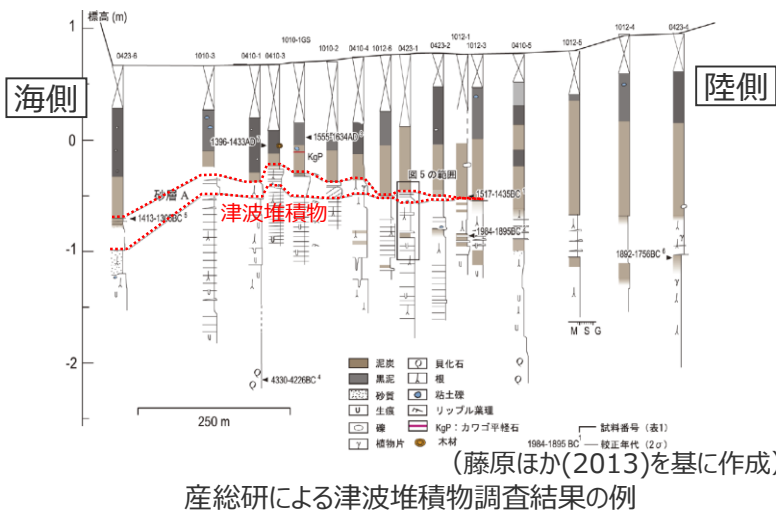 標高 (m)
1010-1GS
1012-1
0423-6
1010-3
0410-1
0410-3
1010-2
0410-4
1012-6
0423-1
0423-2
1012-3
0410-5
1012-5
1012-4
0423-4
海側
陸側
1
0
-1
-2
1396-1433AD
1555-1634AD
KgP
図 5 の範囲
砂層 A
津波堆積物
1517-1435BC
1984-1895BC
1892-1756BC 6
4330-4226BC 4
M S G
250 m
泥炭
黒泥
砂質
生痕
礫
植物片
貝化石
根
粘土礫
リップル葉理
KgP：カワゴ平軽石
木材
試料番号 (表1)
1984-1895 BC 較正年代 (2σ)
(藤原ほか(2013)を基に作成)
産総研による津波堆積物調査結果の例